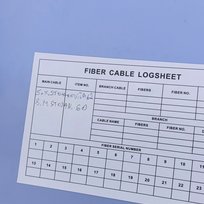 FIBER CABLE LOGSHEET
MAIN CABLE ITEM NO. BRANCH CABLE FIBERS FIBER NO.
BRANCH
CABLE NAME FIBERS FIBER NO.
FIBER SERIAL NUMBER
1 2 3 4 5 6 7 8 9 10 11
13 14 15 16 17 18 19 20 21 22 23